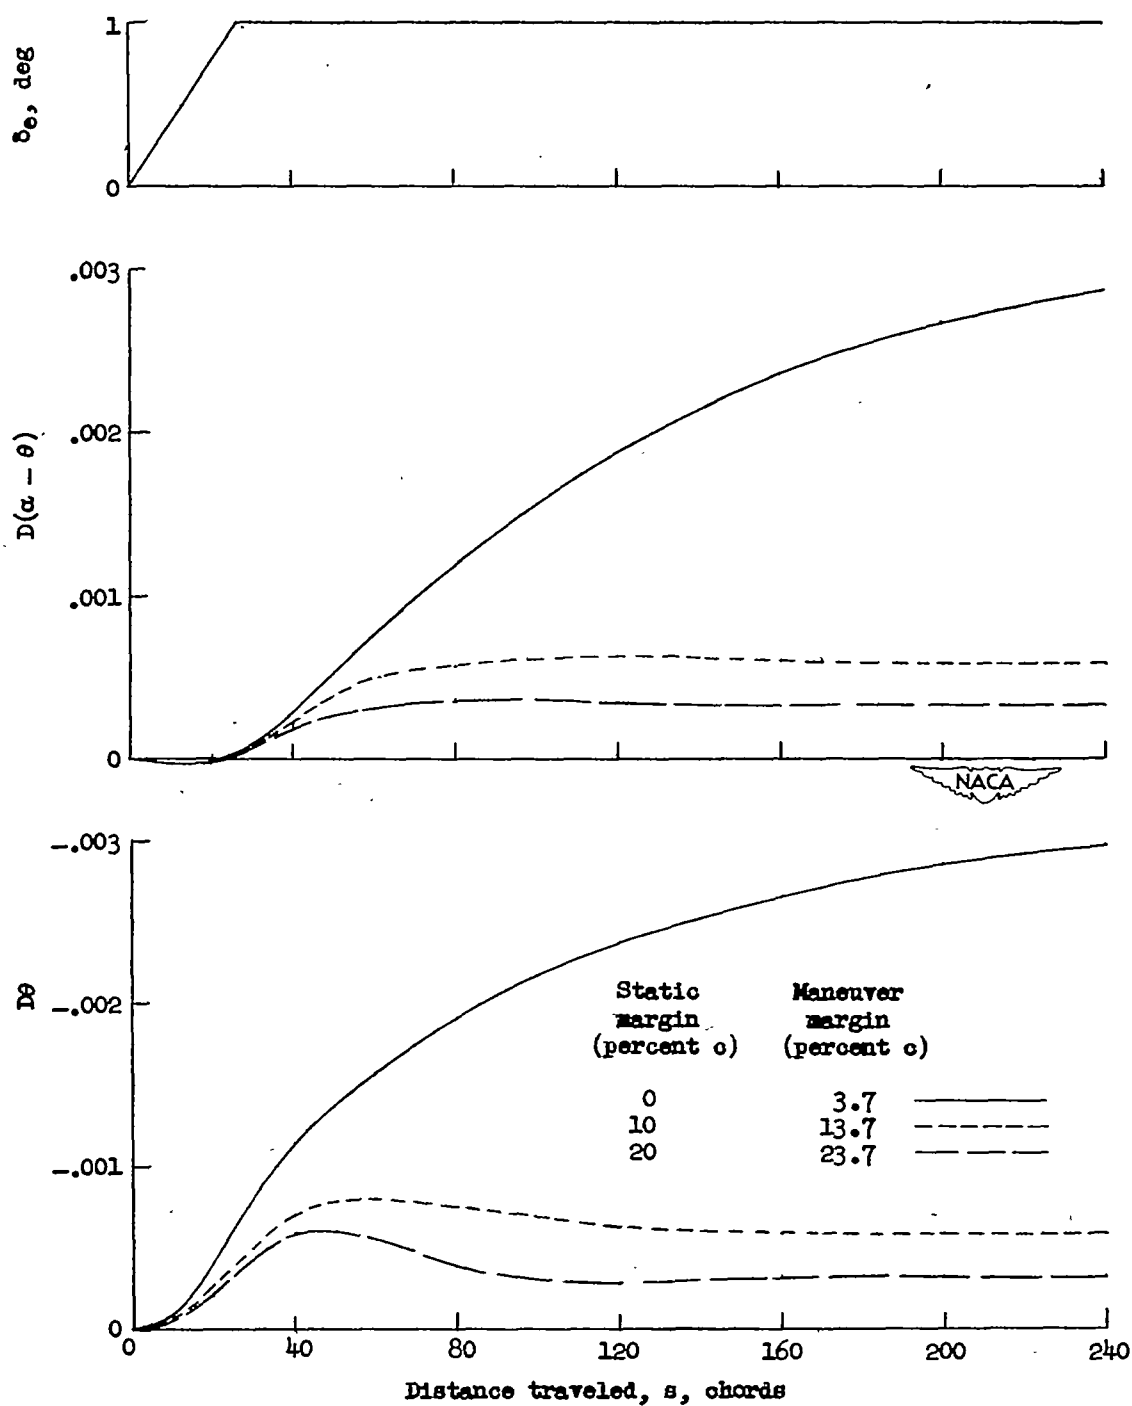 δe, deg
1
0
D(α − θ)
.003
.002
.001
0
NACA
Dθ
−.003
−.002
−.001
0
Static margin (percent c)
Maneuver margin (percent c)
0 3.7
10 13.7
20 23.7
0 40 80 120 160 200 240
Distance traveled, s, chords